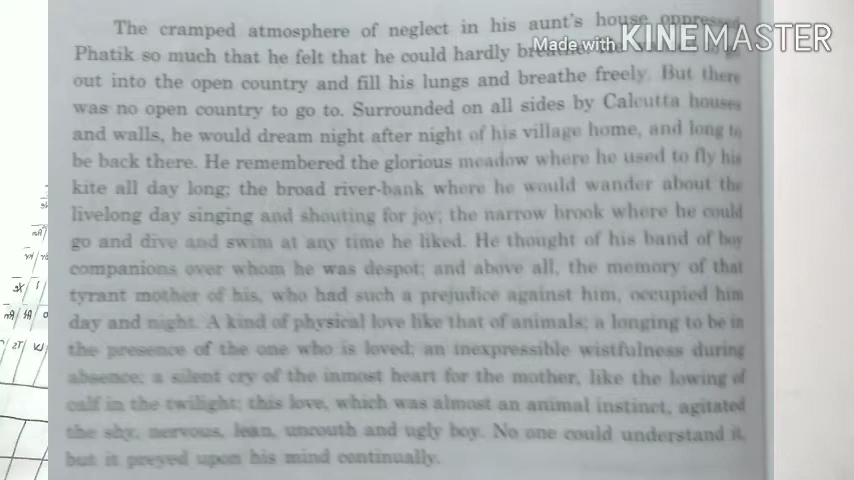 The cramped atmosphere of neglect in his aunt's house oppressed
Phatik so much that he felt that he could hardly
out into the open country and fill his lungs and breathe freely. But there
was no open country to go to. Surrounded on all sides by Calcutta houses
and walls, he would dream night after night of his village home, and long to
be back there. He remembered the glorious meadow where he used to fly his
kite all day long; the broad river-bank where he would wander about the
livelong day singing and shouting for joy; the narrow brook where he could
go and dive and swim at any time he liked. He thought of his band of boy
companions over whom he was despot; and above all, the memory of that
tyrant mother of his, who had such a prejudice against him, occupied him
day and night. A kind of physical love like that of animals; a longing to be in
the presence of the one who is loved; an inexpressible wistfulness during
absence; a silent cry of the inmost heart for the mother, like the lowing of
calf in the twilight; this love, which was almost an animal instinct, agitated
the shy, nervous, lean, uncouth and ugly boy. No one could understand it,
but it preyed upon his mind continually.
Made with KINEMASTER